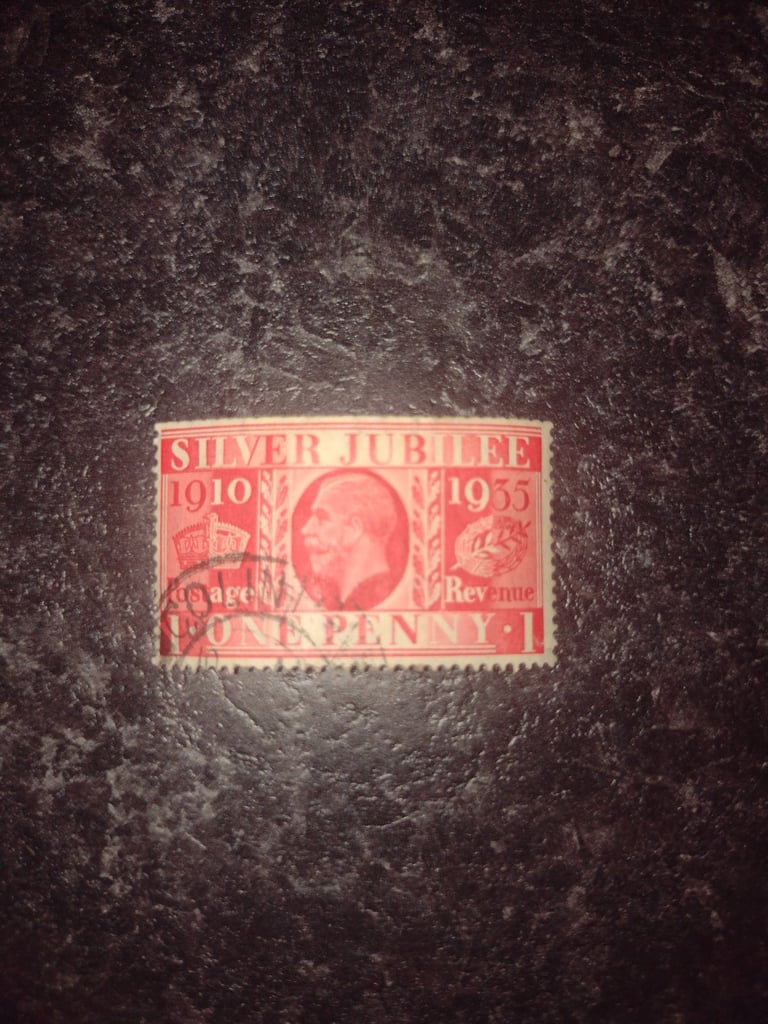 SILVER JUBILEE
1910 1935
Postage Revenue
1 · ONE PENNY · 1